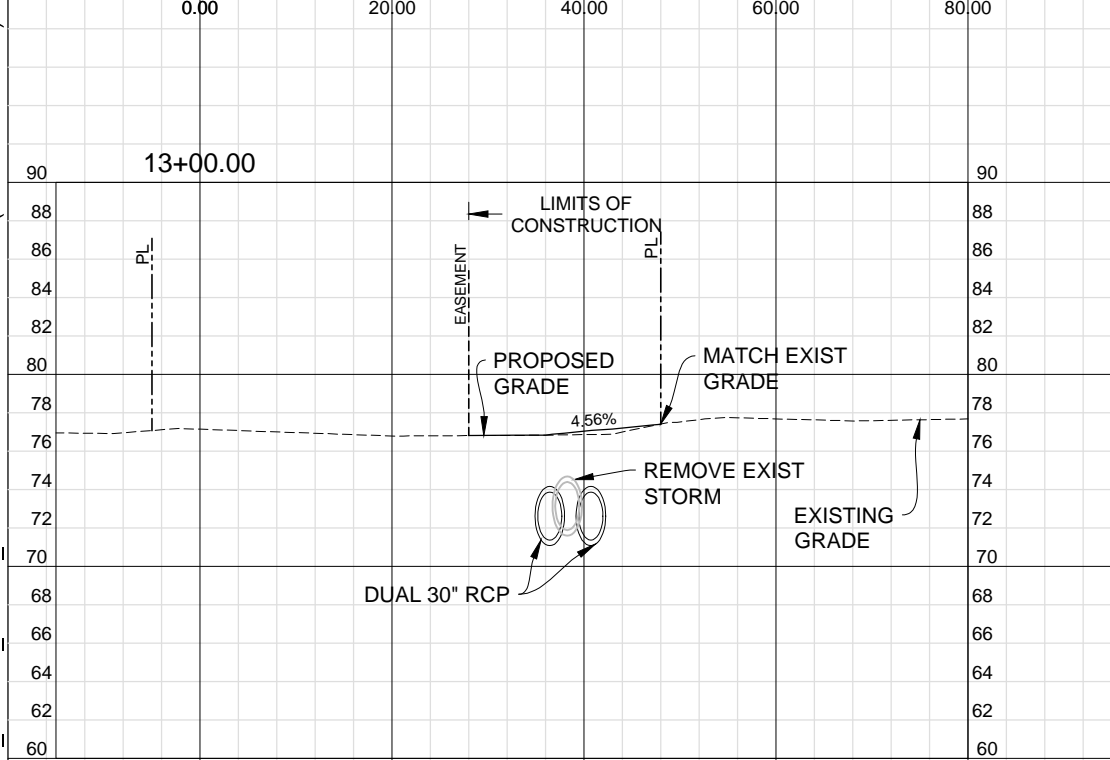 0.00 20.00 40.00 60.00 80.00
13+00.00
90 90
88 88
LIMITS OF
CONSTRUCTION
86 86
PL
EASEMENT
PL
84 84
82 82
80 80
PROPOSED
GRADE
MATCH EXIST
GRADE
78 78
4.56%
76 76
74 74
REMOVE EXIST
STORM
72 72
EXISTING
GRADE
70 70
DUAL 30" RCP
68 68
66 66
64 64
62 62
60 60